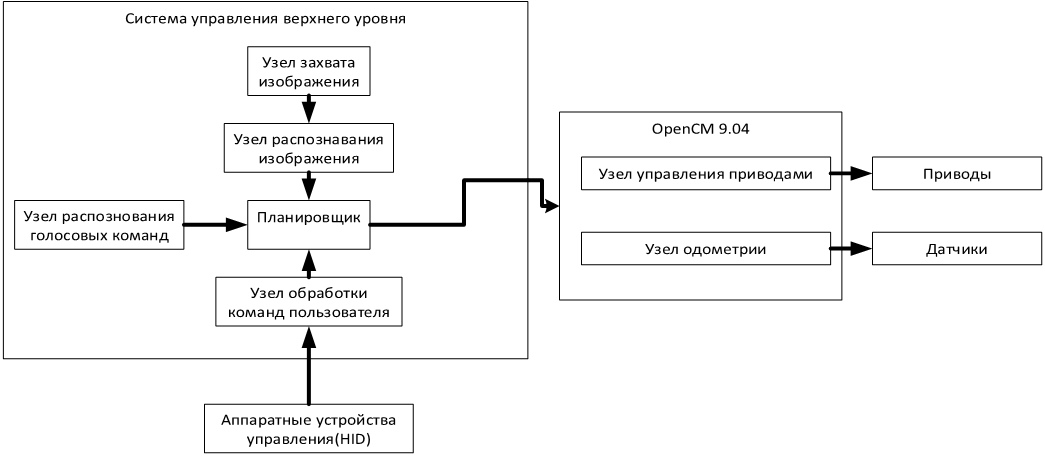 Система управления верхнего уровня
Узел захвата
изображения
Узел распознавания
изображения
Узел распознования
голосовых команд
Планировщик
Узел обработки
команд пользователя
Аппаратные устройства
управления(HID)
OpenCM 9.04
Узел управления приводами
Приводы
Узел одометрии
Датчики